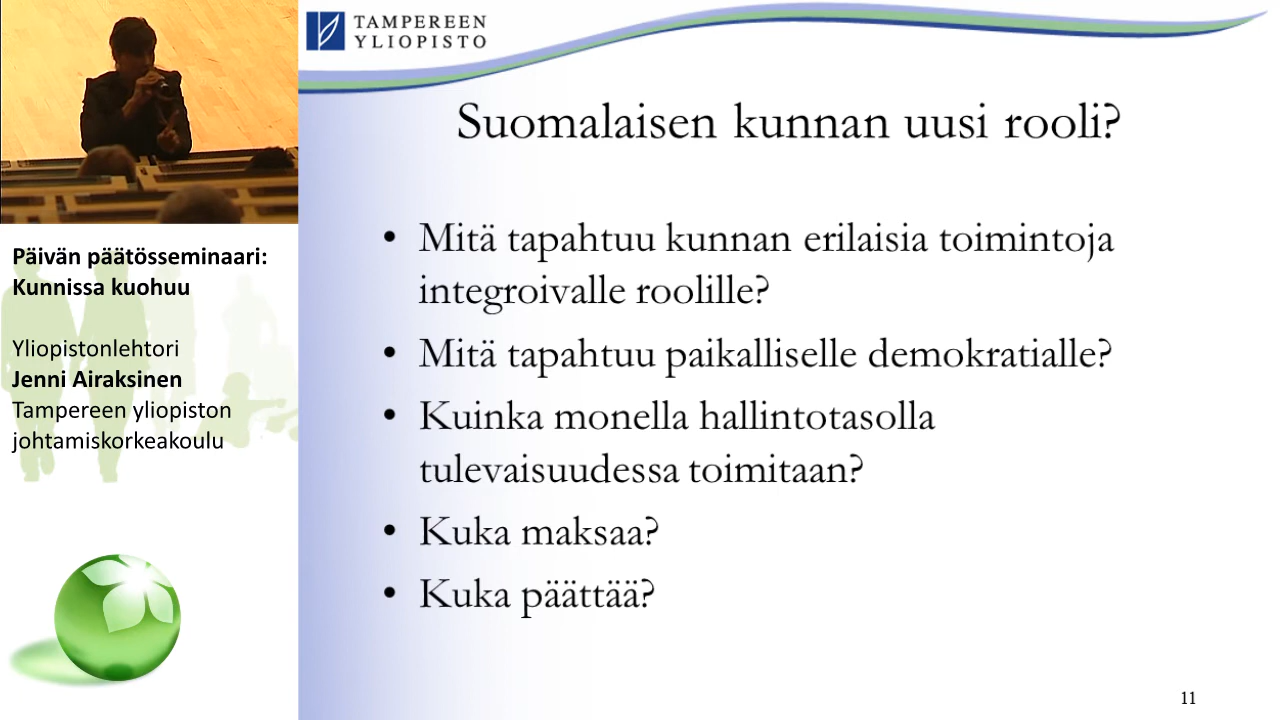 TAMPEREEN
YLIOPISTO
Suomalaisen kunnan uusi rooli?
• Mitä tapahtuu kunnan erilaisia toimintoja
integroivalle roolille?
• Mitä tapahtuu paikalliselle demokratialle?
• Kuinka monella hallintotasolla
tulevaisuudessa toimitaan?
• Kuka maksaa?
• Kuka päättää?
11
Päivän päätösseminaari:
Kunnissa kuohuu
Yliopistonlehtori
Jenni Airaksinen
Tampereen yliopiston
johtamiskorkeakoulu